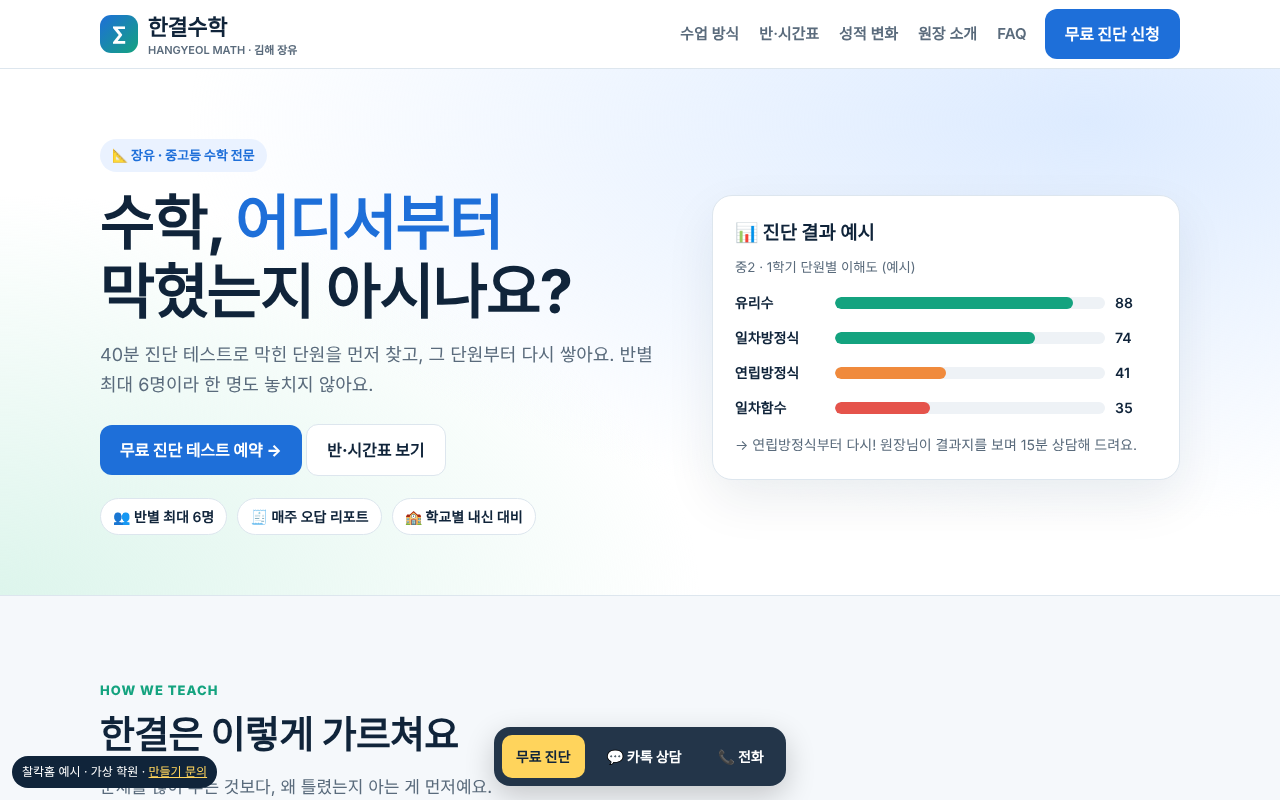 Σ
한결수학
HANGYEOL MATH · 김해 장유
수업 방식 반·시간표 성적 변화 원장 소개 FAQ 무료 진단 신청
📐 장유 · 중고등 수학 전문
수학, 어디서부터
막혔는지 아시나요?
40분 진단 테스트로 막힌 단원을 먼저 찾고, 그 단원부터 다시 쌓아요. 반별
최대 6명이라 한 명도 놓치지 않아요.
무료 진단 테스트 예약 → 반·시간표 보기
👥 반별 최대 6명 🧾 매주 오답 리포트 🏫 학교별 내신 대비
📊 진단 결과 예시
중2 · 1학기 단원별 이해도 (예시)
유리수 88
일차방정식 74
연립방정식 41
일차함수 35
→ 연립방정식부터 다시! 원장님이 결과지를 보며 15분 상담해 드려요.
HOW WE TEACH
한결은 이렇게 가르쳐요
것보다, 왜 틀렸는지 아는 게 먼저예요.
찰칵홈 예시 · 가상 학원 · 만들기 문의
무료 진단 💬 카톡 상담 📞 전화